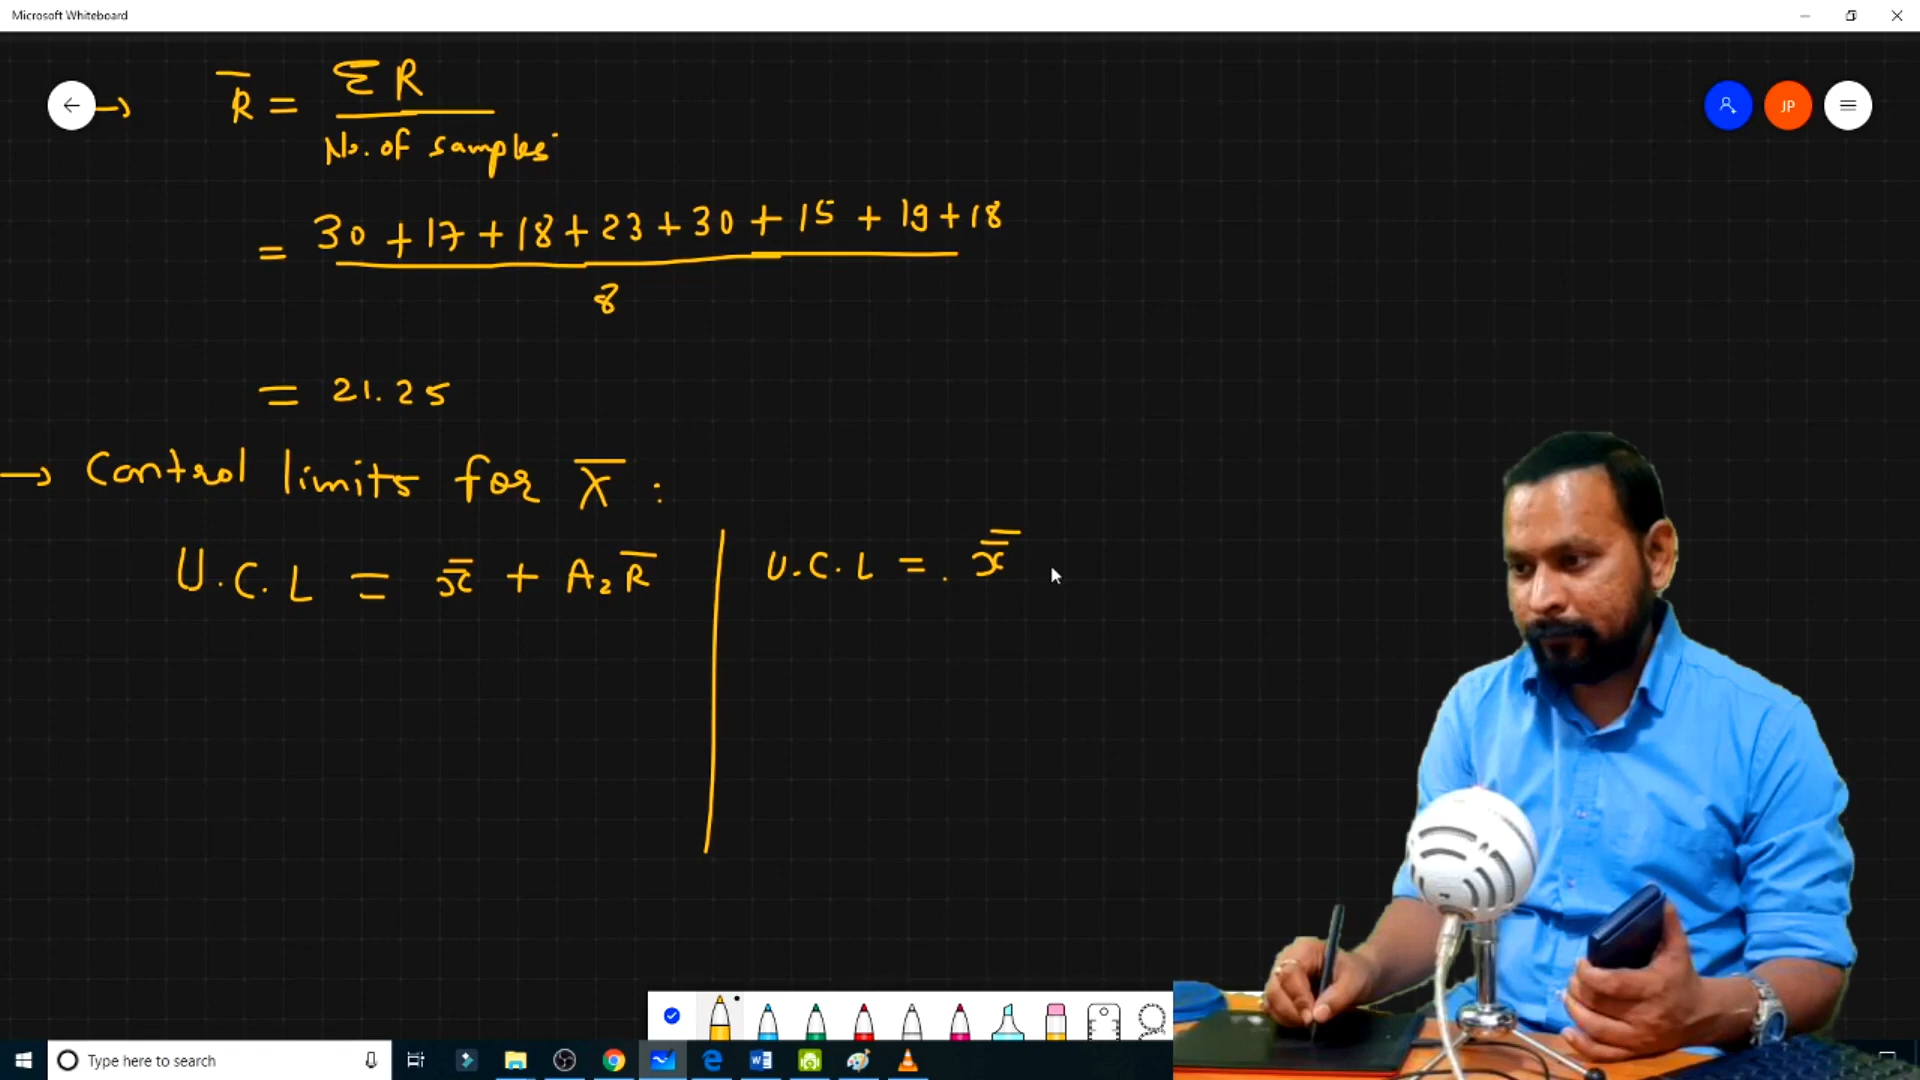 Microsoft Whiteboard
JP
→ R̅ = Σ R
No. of samples
= 30 + 17 + 18 + 23 + 30 + 15 + 19 + 18
8
= 21.25
→ Control limits for X̅ :
U.C.L = x̿ + A₂R̅
U.C.L = . x̿
Type here to search